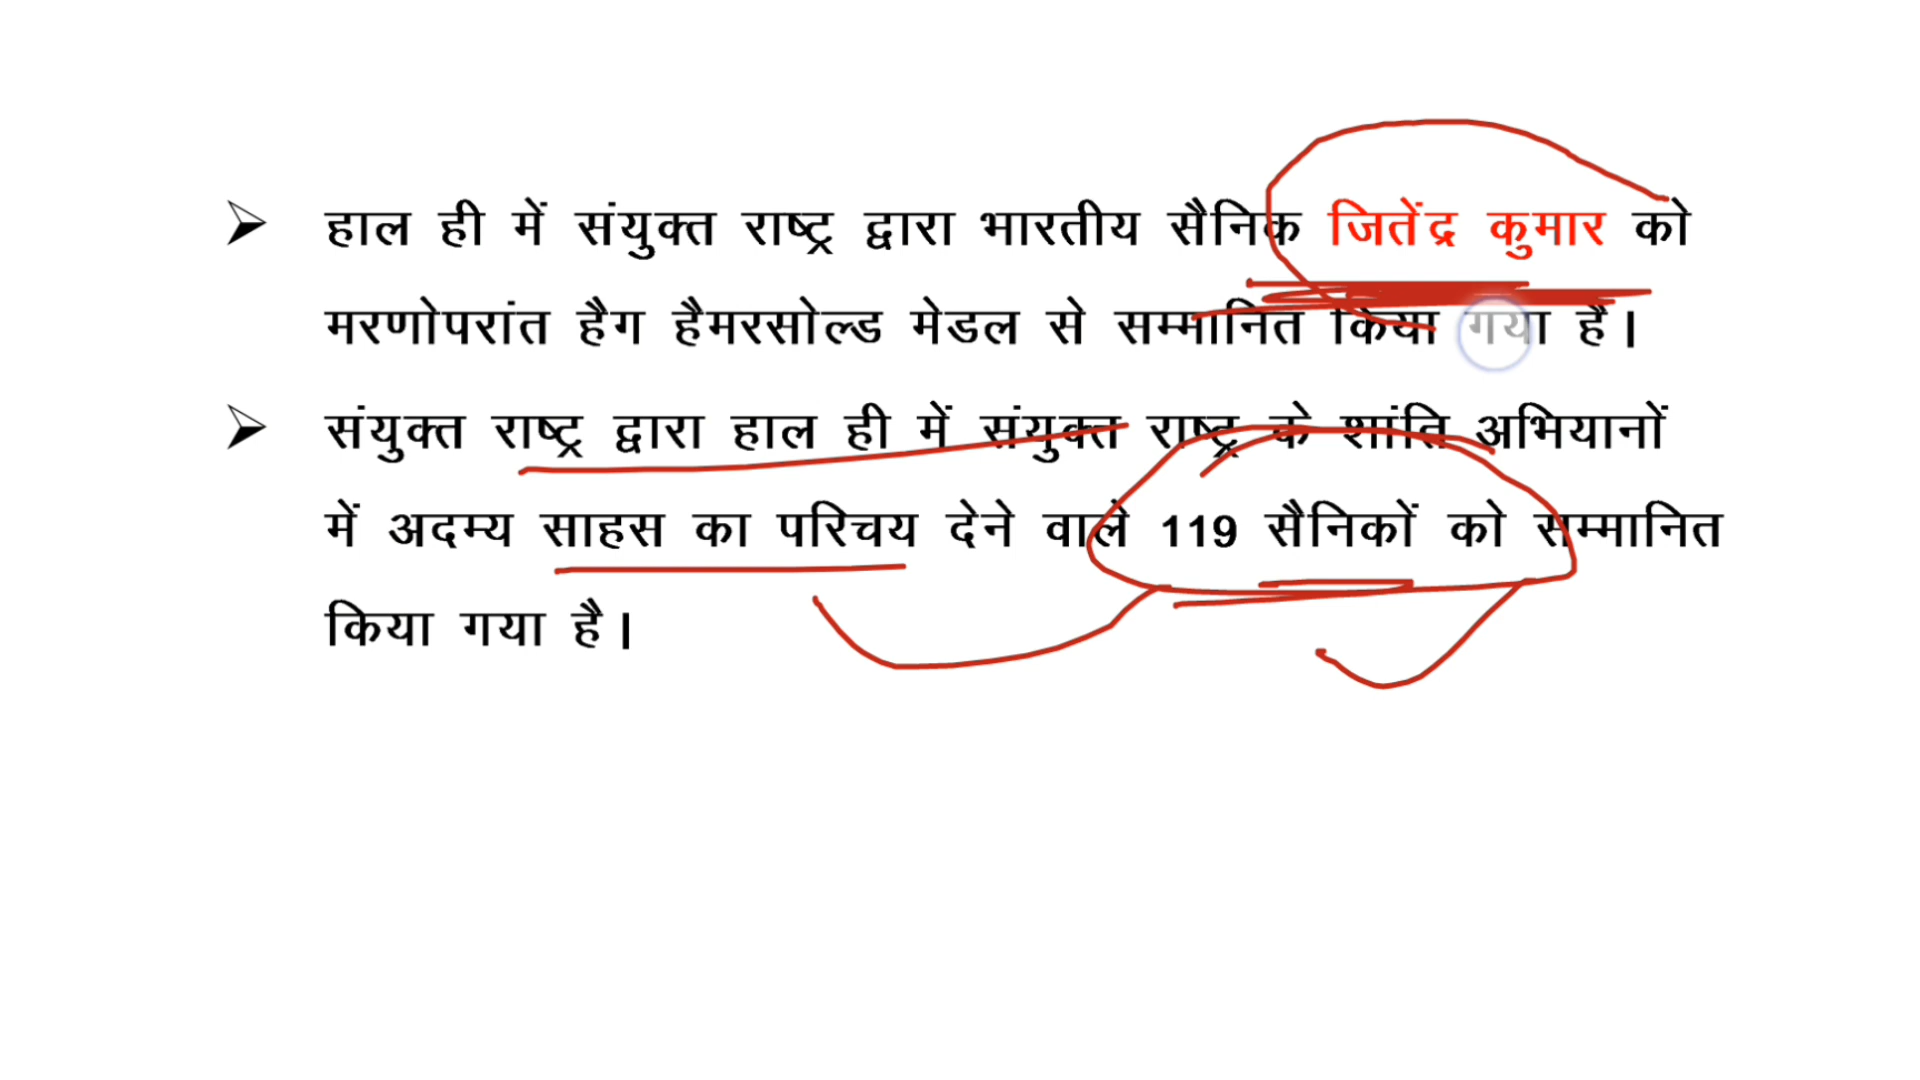 हाल ही में संयुक्त राष्ट्र द्वारा भारतीय सैनिक जितेंद्र कुमार को
मरणोपरांत हैग हैमरसोल्ड मेडल से सम्मानित किया गया है।
संयुक्त राष्ट्र द्वारा हाल ही में संयुक्त राष्ट्र के शांति अभियानों
में अदम्य साहस का परिचय देने वाले 119 सैनिकों को सम्मानित
किया गया है।